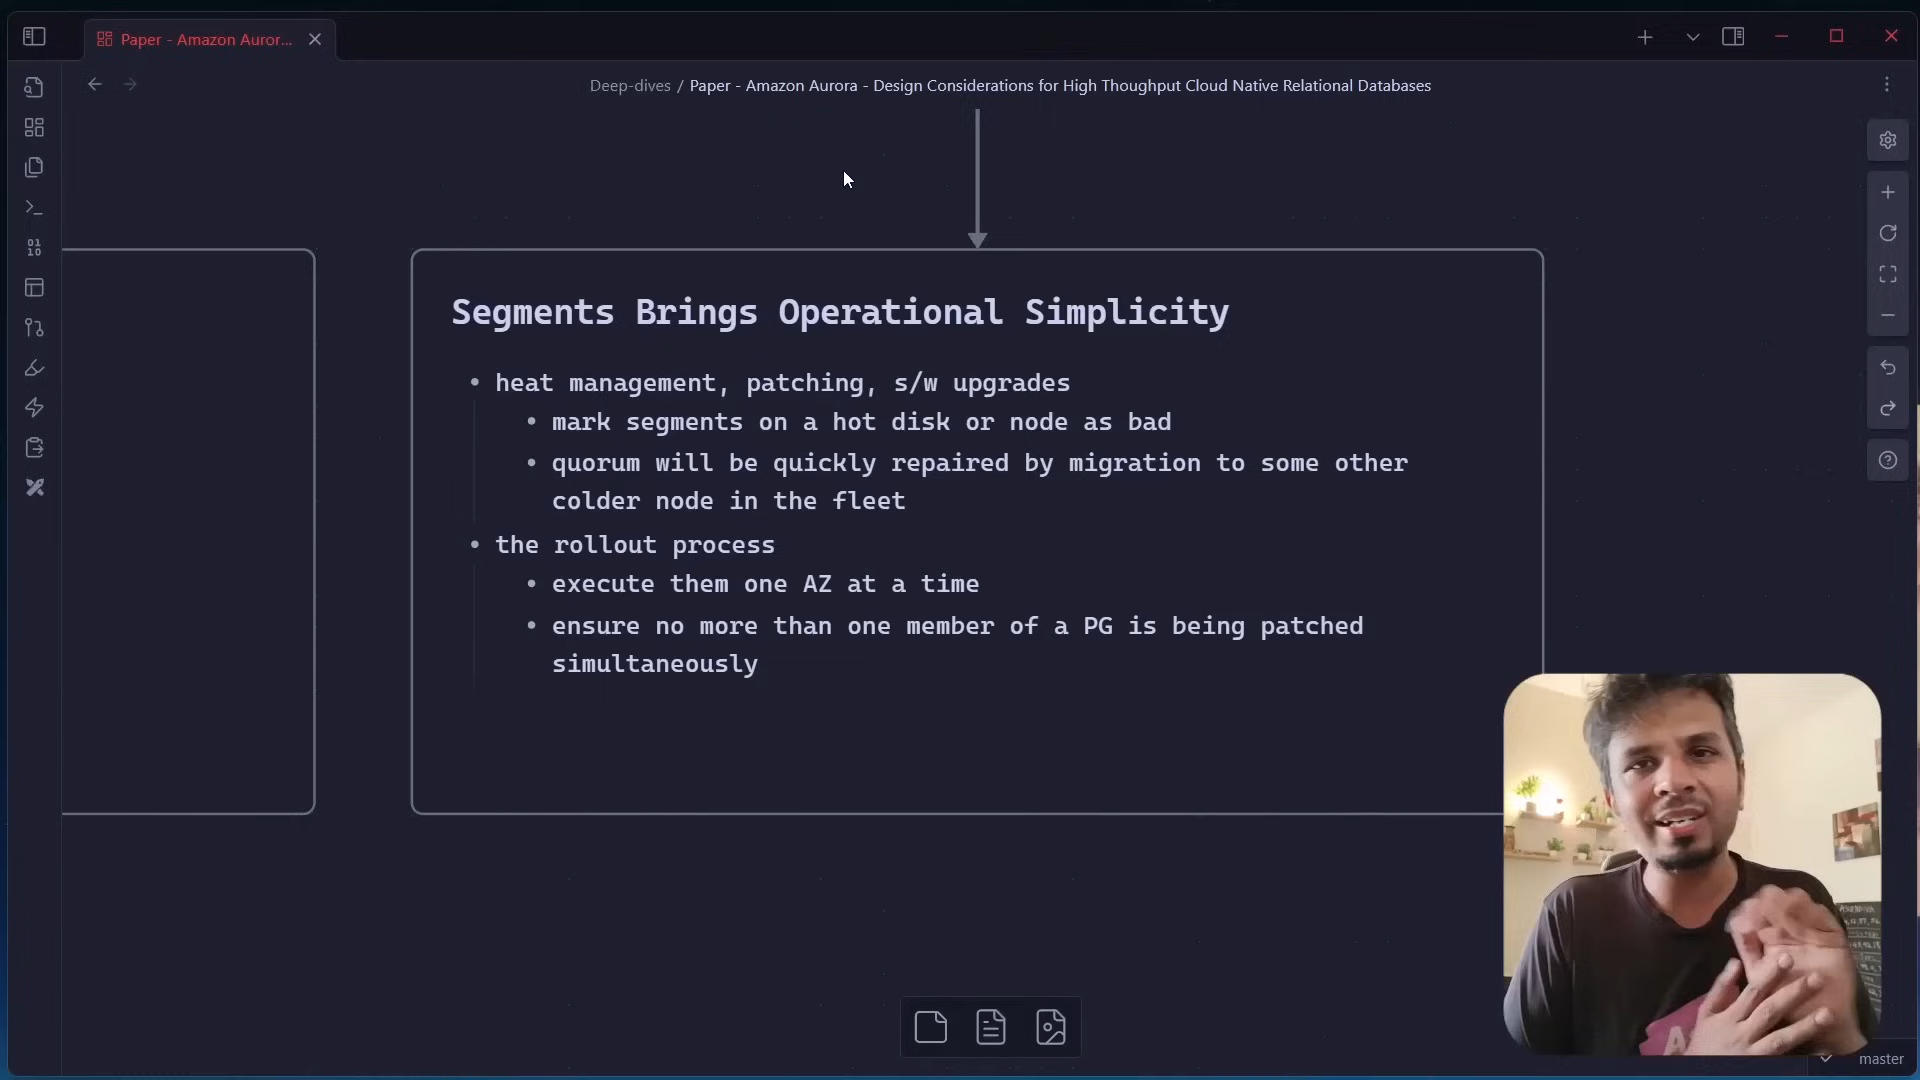 Paper - Amazon Auror...
Deep-dives / Paper - Amazon Aurora - Design Considerations for High Thoughput Cloud Native Relational Databases
Segments Brings Operational Simplicity
• heat management, patching, s/w upgrades
• mark segments on a hot disk or node as bad
• quorum will be quickly repaired by migration to some other
colder node in the fleet
• the rollout process
• execute them one AZ at a time
• ensure no more than one member of a PG is being patched
simultaneously
master